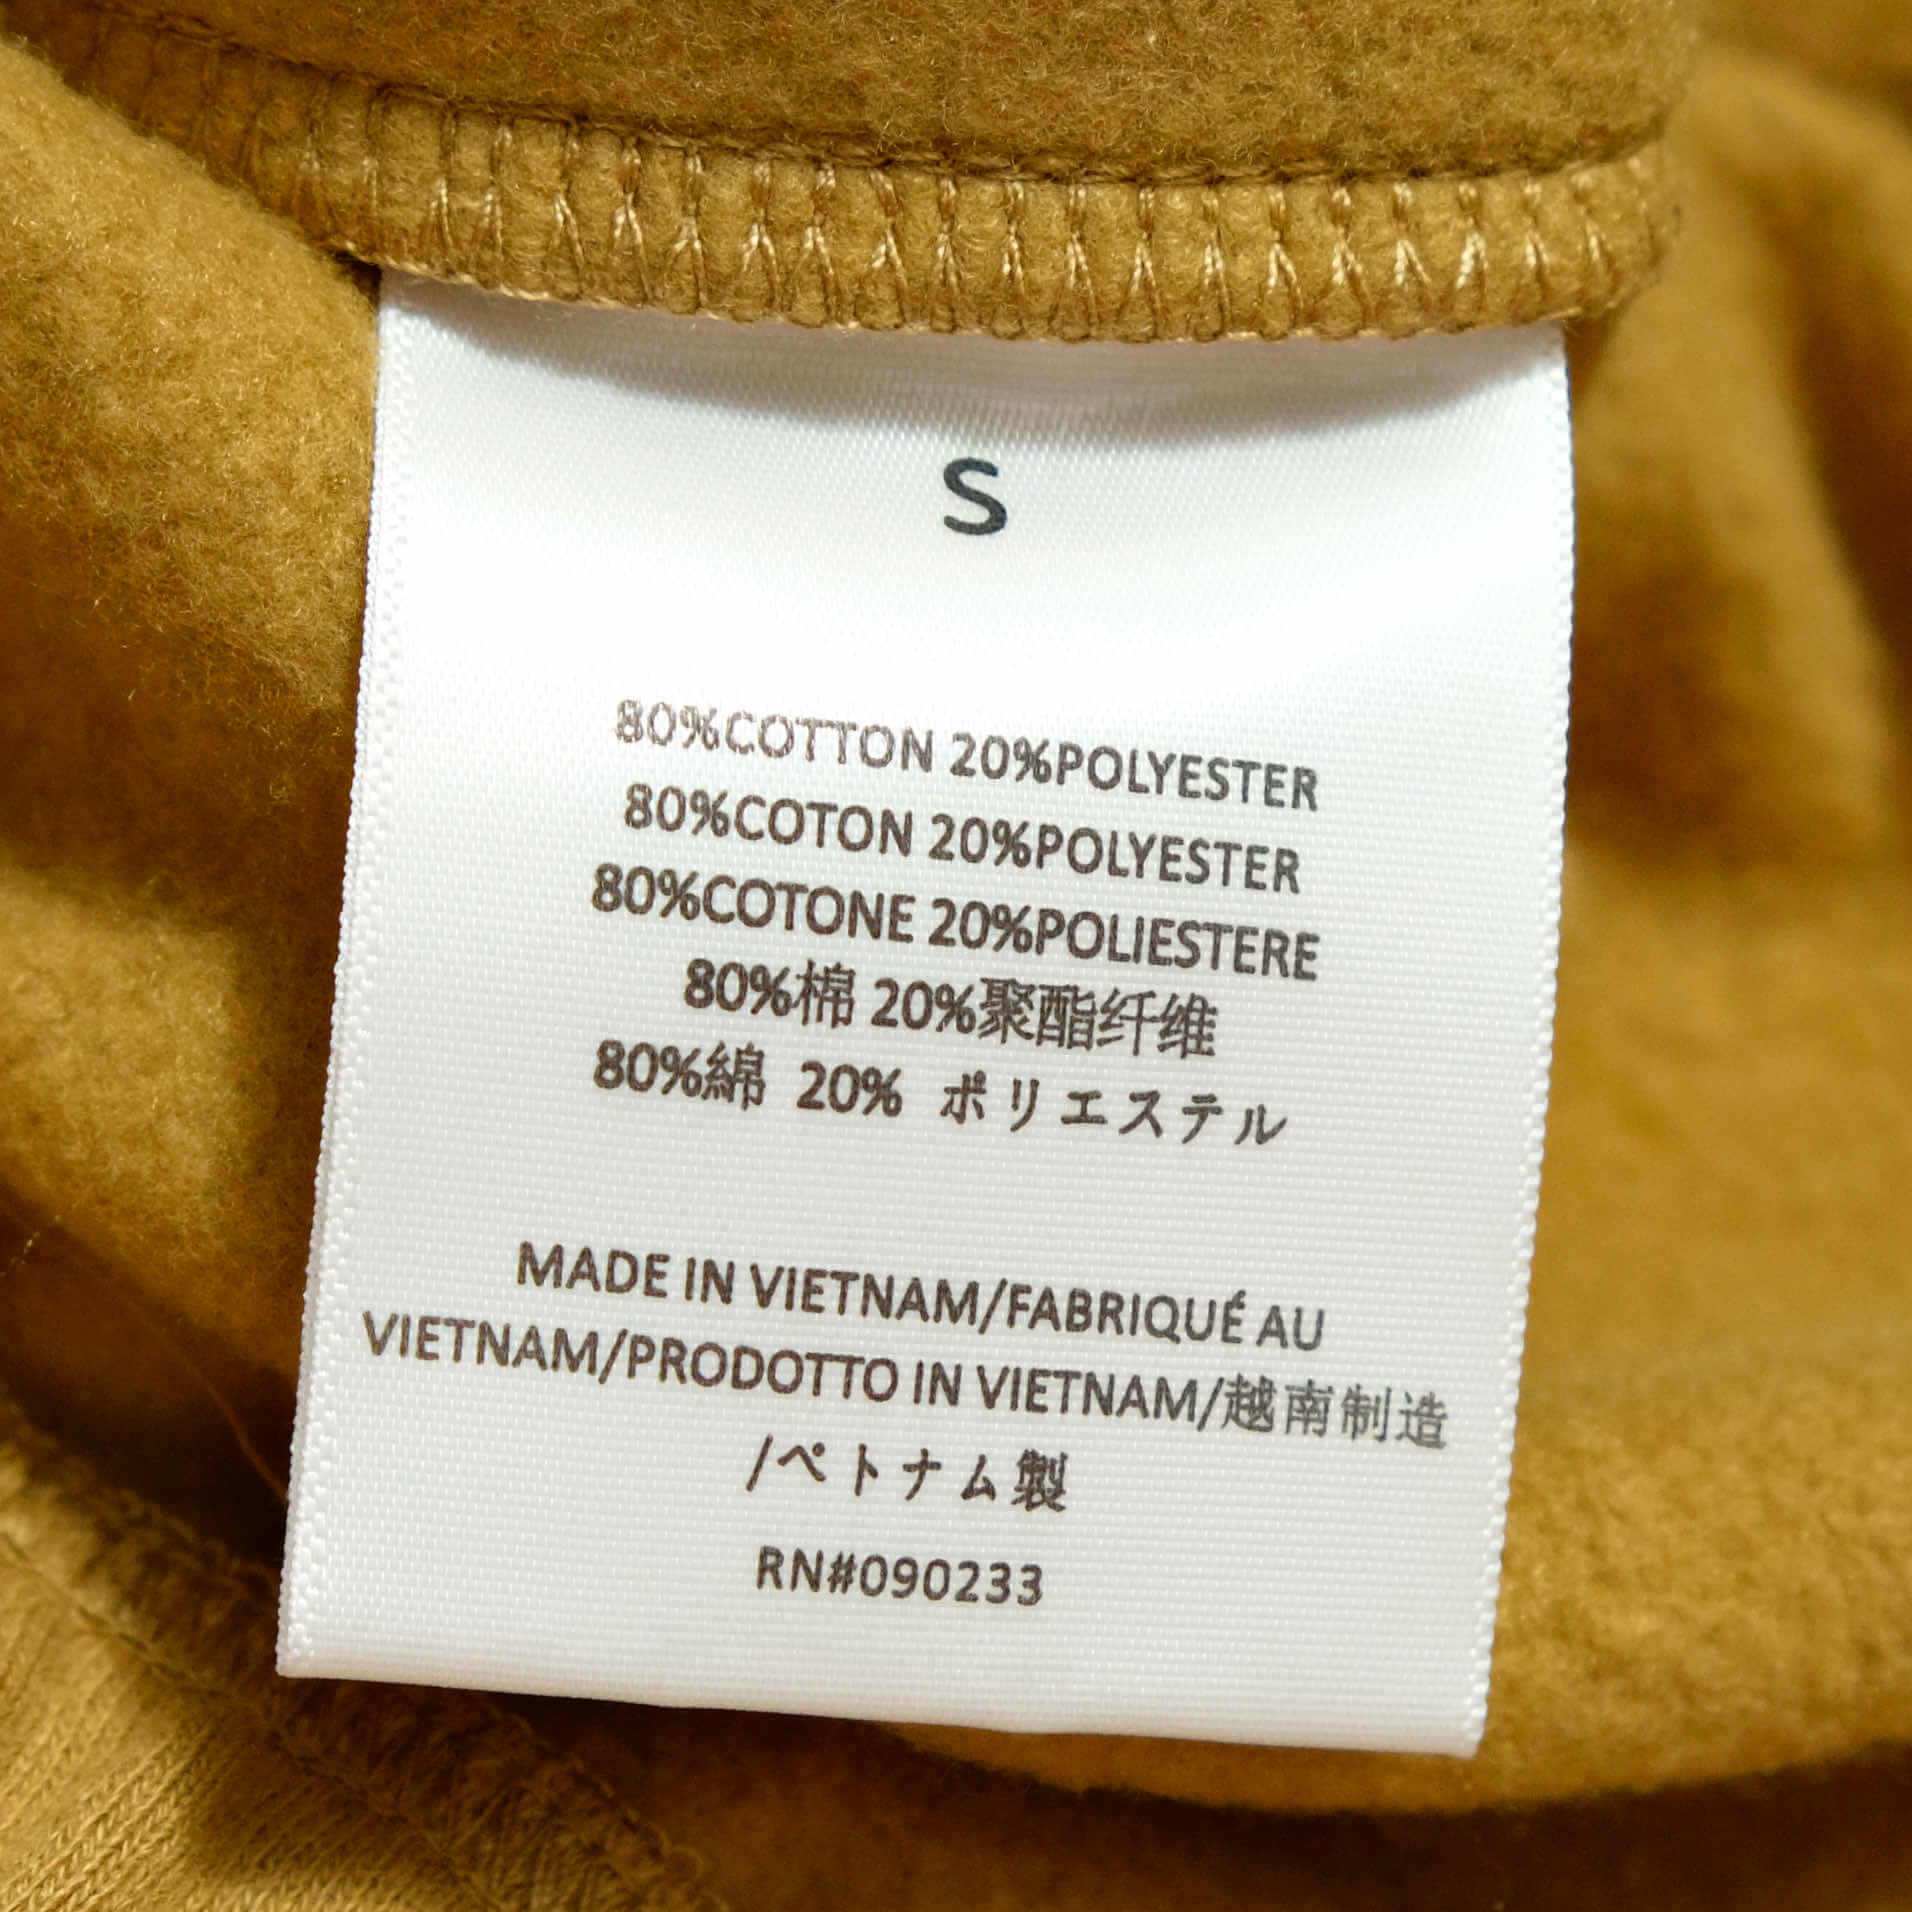 S
80%COTTON 20%POLYESTER
80%COTON 20%POLYESTER
80%COTONE 20%POLIESTERE
80%棉 20%聚酯纤维
80%綿 20% ポリエステル
MADE IN VIETNAM/FABRIQUÉ AU
VIETNAM/PRODOTTO IN VIETNAM/越南制造
/ベトナム製
RN#090233